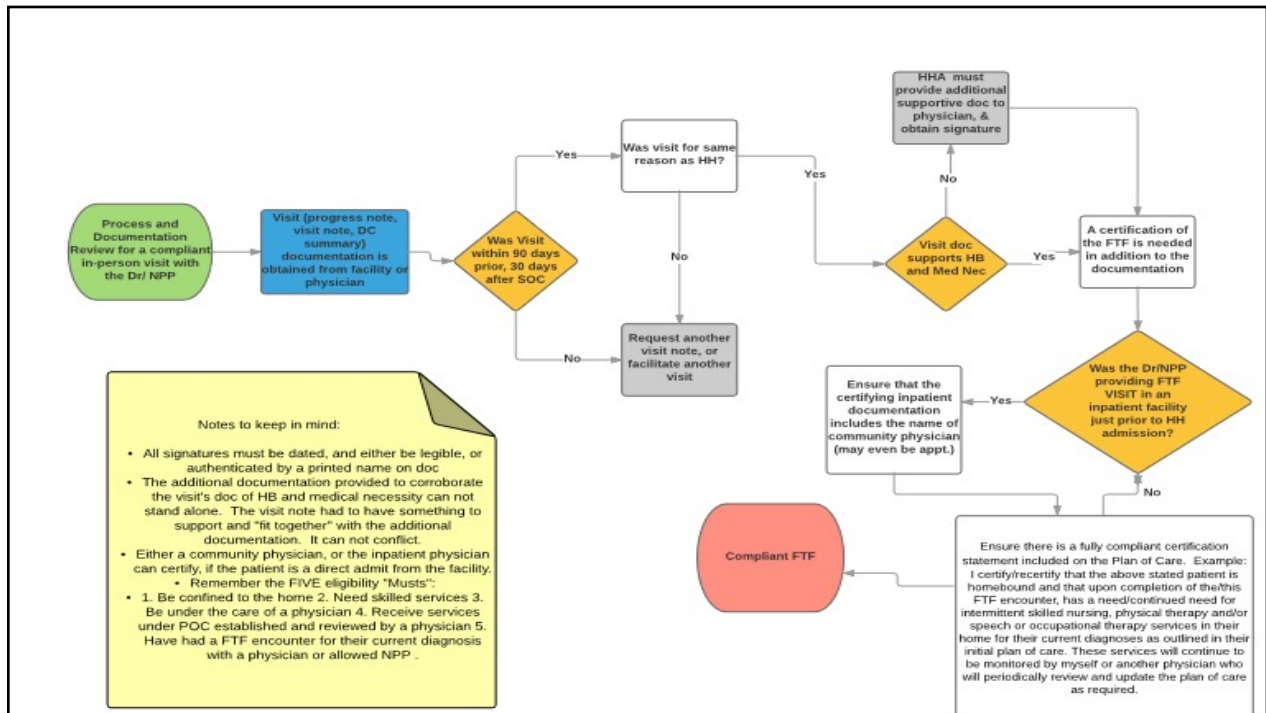 Process and
Documentation
Review for a compliant
in-person visit with
the Dr/ NPP
Visit (progress note,
visit note, DC
summary)
documentation is
obtained from facility or
physician
Was Visit
within 90 days
prior, 30 days
after SOC
Yes
No
Was visit for same
reason as HH?
No
Yes
Request another
visit note, or
facilitate another
visit
HHA must
provide additional
supportive doc to
physician, &
obtain signature
No
Visit doc
supports HB
and Med Nec
Yes
A certification of
the FTF is needed
in addition to the
documentation
Was the Dr/NPP
providing FTF
VISIT in an
inpatient facility
just prior to HH
admission?
Yes
No
Ensure that the
certifying inpatient
documentation
includes the name of
community physician
(may even be appt.)
Ensure there is a fully compliant certification
statement included on the Plan of Care. Example:
I certify/recertify that the above stated patient is
homebound and that upon completion of the/this
FTF encounter, has a need/continued need for
intermittent skilled nursing, physical therapy and/or
speech or occupational therapy services in their
home for their current diagnoses as outlined in their
initial plan of care. These services will continue to
be monitored by myself or another physician who
will periodically review and update the plan of care
as required.
Compliant FTF
Notes to keep in mind:
• All signatures must be dated, and either be legible, or
authenticated by a printed name on doc
• The additional documentation provided to corroborate
the visit's doc of HB and medical necessity can not
stand alone. The visit note had to have something to
support and "fit together" with the additional
documentation. It can not conflict.
• Either a community physician, or the inpatient physician
can certify, if the patient is a direct admit from the facility.
• Remember the FIVE eligibility "Musts":
• 1. Be confined to the home 2. Need skilled services 3.
Be under the care of a physician 4. Receive services
under POC established and reviewed by a physician 5.
Have had a FTF encounter for their current diagnosis
with a physician or allowed NPP .